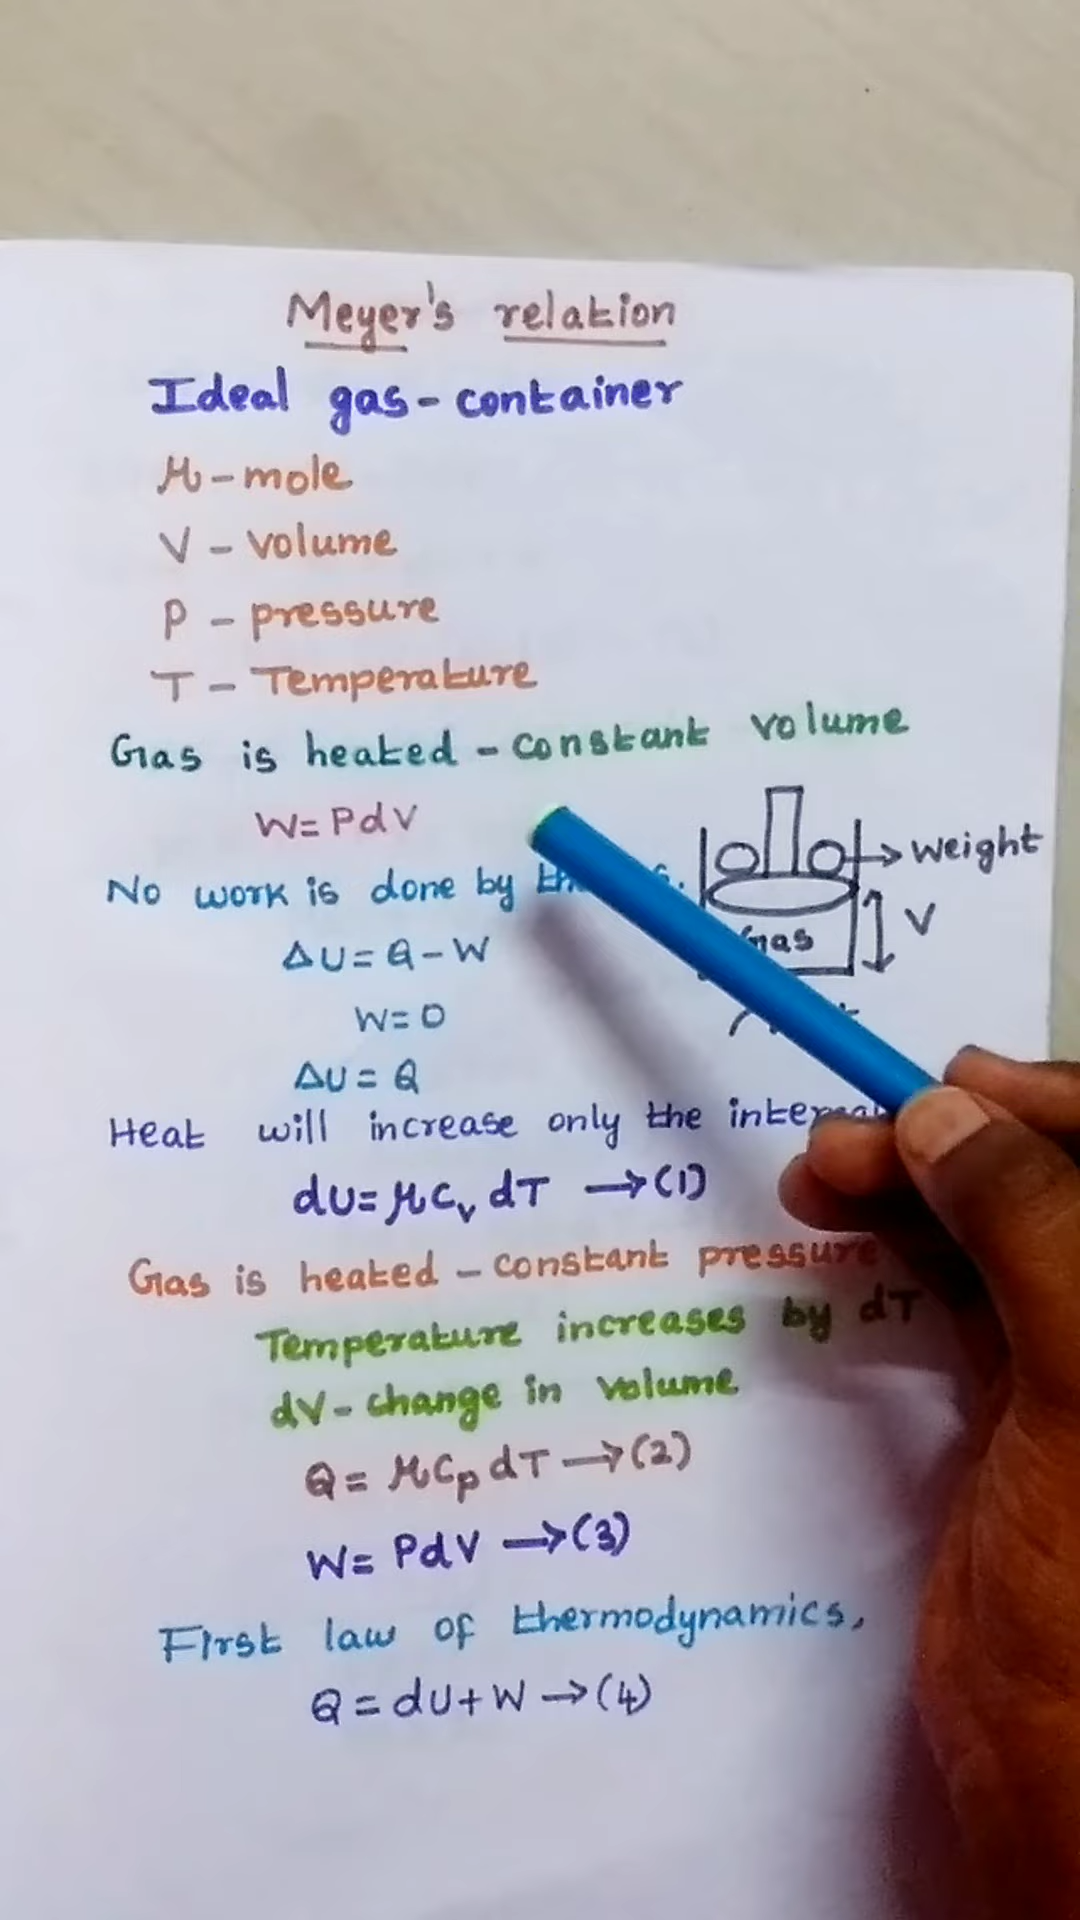 Meyer's relation
Ideal gas-container
μ-mole
V - volume
P - pressure
T - Temperature
Gas is heated - constant volume
W = PdV
No work is done by
Weight
V
Gas
ΔU = Q - W
W = 0
ΔU = Q
Heat will increase only the
dU = μCv dT → (1)
Gas is heated - constant pressure
Temperature increases by dT
dV - change in volume
Q = μCp dT → (2)
W = PdV → (3)
First law of thermodynamics,
Q = dU + W → (4)